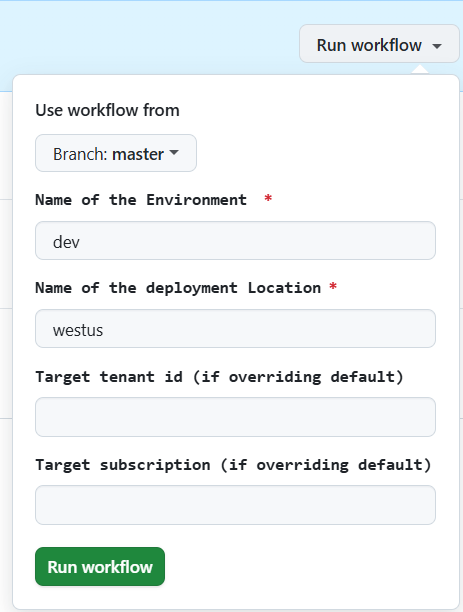 Run workflow
Use workflow from
Branch: master
Name of the Environment *
dev
Name of the deployment Location *
westus
Target tenant id (if overriding default)
Target subscription (if overriding default)
Run workflow